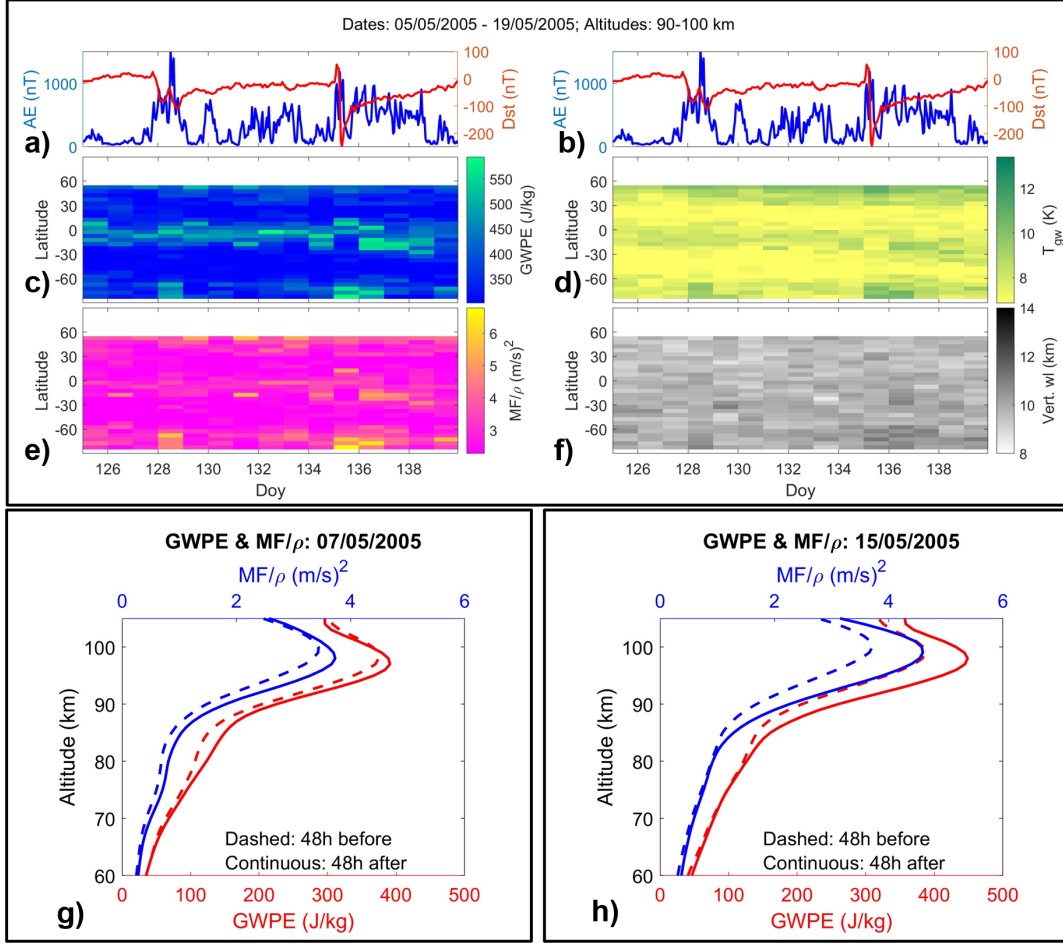 Dates: 05/05/2005 - 19/05/2005; Altitudes: 90-100 km
AE (nT)
1000
0
a)
100
0
-100
-200
Dst (nT)
AE (nT)
1000
0
b)
100
0
-100
-200
Dst (nT)
Latitude
60
30
0
-30
-60
c)
550
500
450
400
350
GWPE (J/kg)
Latitude
60
30
0
-30
-60
d)
12
10
8
T_gw (K)
Latitude
60
30
0
-30
-60
e)
6
5
4
3
MF/ρ (m/s)²
126 128 130 132 134 136 138
Doy
Latitude
60
30
0
-30
-60
f)
14
12
10
8
Vert. wl (km)
126 128 130 132 134 136 138
Doy
GWPE & MF/ρ: 07/05/2005
MF/ρ (m/s)²
0 2 4 6
Altitude (km)
100
90
80
70
60
Dashed: 48h before
Continuous: 48h after
0 100 200 300 400 500
g)
GWPE (J/kg)
GWPE & MF/ρ: 15/05/2005
MF/ρ (m/s)²
0 2 4 6
Altitude (km)
100
90
80
70
60
Dashed: 48h before
Continuous: 48h after
0 100 200 300 400 500
h)
GWPE (J/kg)